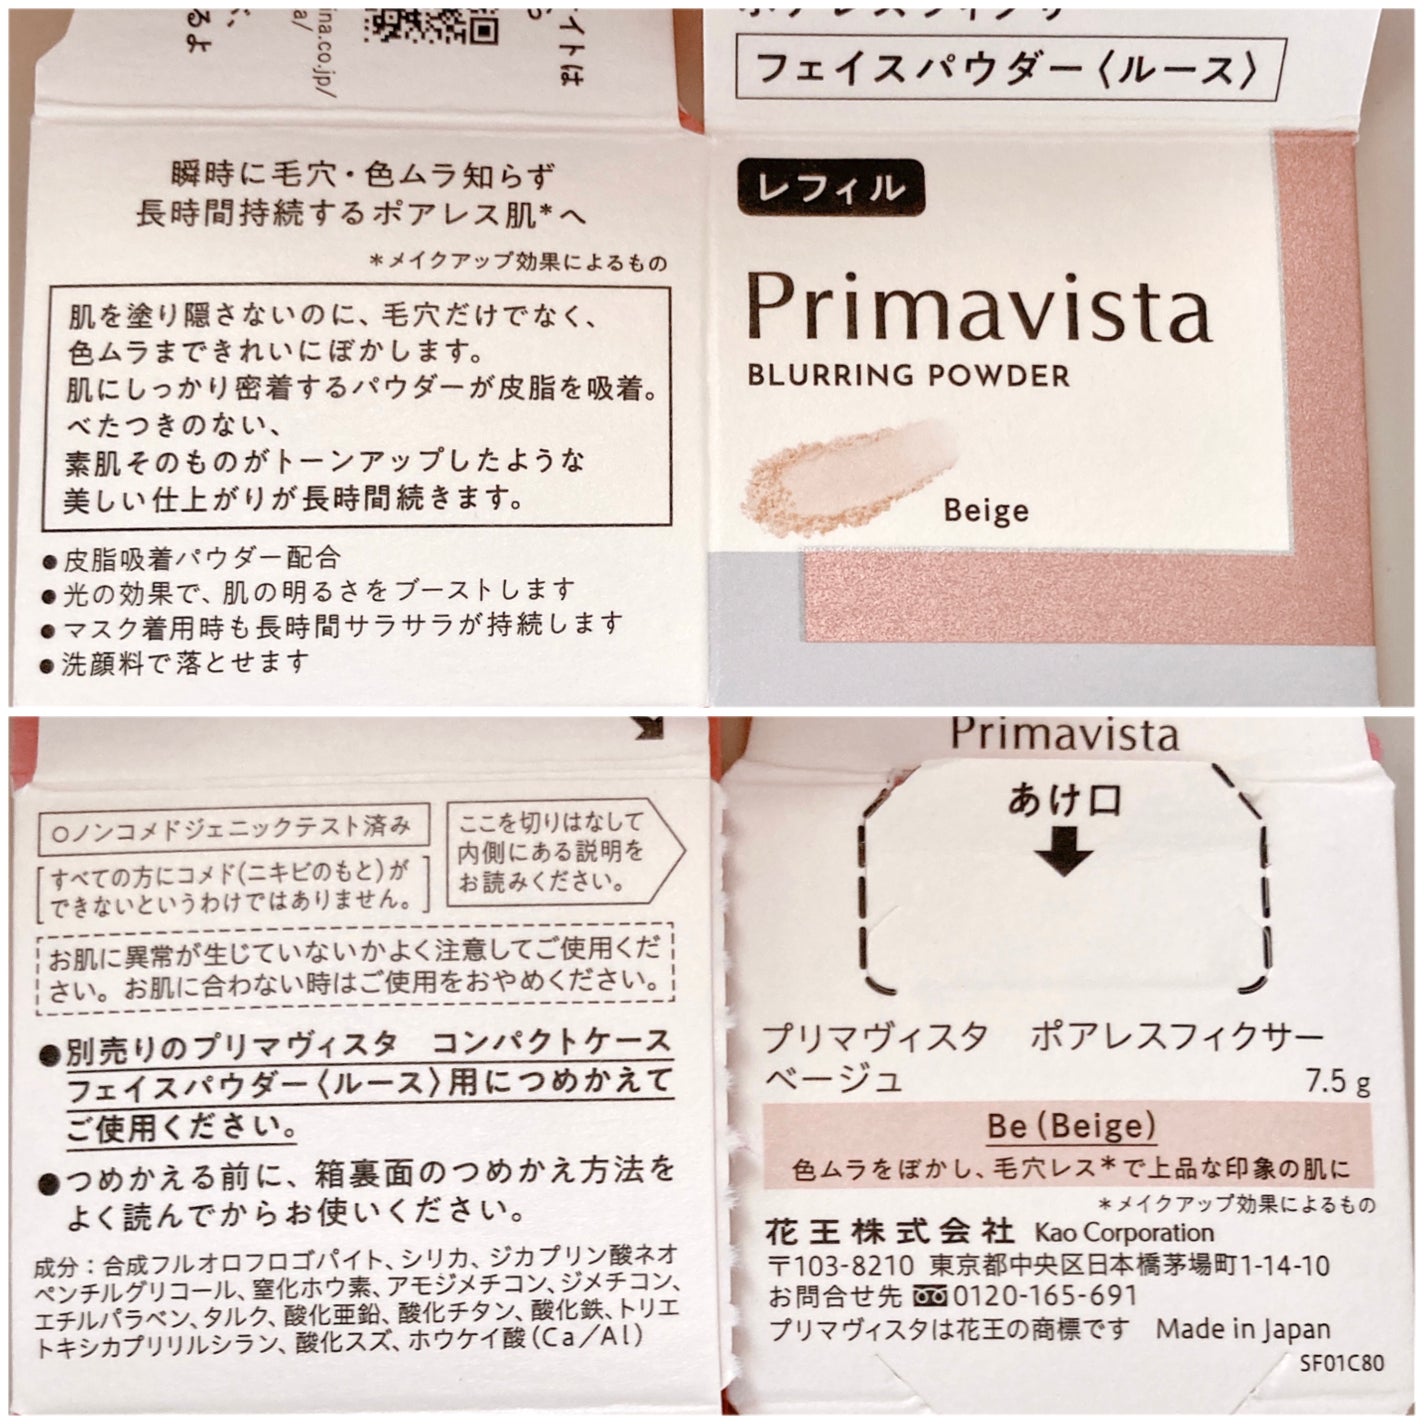 イトは
ina.co.jp/
フェイスパウダー〈ルース〉
瞬時に毛穴・色ムラ知らず
長時間持続するポアレス肌*へ
*メイクアップ効果によるもの
肌を塗り隠さないのに、毛穴だけでなく、
色ムラまできれいにぼかします。
肌にしっかり密着するパウダーが皮脂を吸着。
べたつきのない、
素肌そのものがトーンアップしたような
美しい仕上がりが長時間続きます。
●皮脂吸着パウダー配合
●光の効果で、肌の明るさをブーストします
●マスク着用時も長時間サラサラが持続します
●洗顔料で落とせます
レフィル
Primavista
BLURRING POWDER
Beige
○ノンコメドジェニックテスト済み
すべての方にコメド(ニキビのもと)が
できないというわけではありません。
ここを切りはなして
内側にある説明を
お読みください。
お肌に異常が生じていないかよく注意してご使用くだ
さい。お肌に合わない時はご使用をおやめください。
●別売りのプリマヴィスタ コンパクトケース
フェイスパウダー〈ルース〉用につめかえて
ご使用ください。
●つめかえる前に、箱裏面のつめかえ方法を
よく読んでからお使いください。
成分：合成フルオロフロゴパイト、シリカ、ジカプリン酸ネオ
ペンチルグリコール、窒化ホウ素、アモジメチコン、ジメチコン、
エチルパラベン、タルク、酸化亜鉛、酸化チタン、酸化鉄、トリエ
トキシカプリリルシラン、酸化スズ、ホウケイ酸(Ca／Al)
Primavista
あけ口
プリマヴィスタ ポアレスフィクサー
ベージュ 7.5 g
Be (Beige)
色ムラをぼかし、毛穴レス*で上品な印象の肌に
*メイクアップ効果によるもの
花王株式会社 Kao Corporation
〒103-8210 東京都中央区日本橋茅場町1-14-10
お問合せ先 0120-165-691
プリマヴィスタは花王の商標です Made in Japan
SF01C80